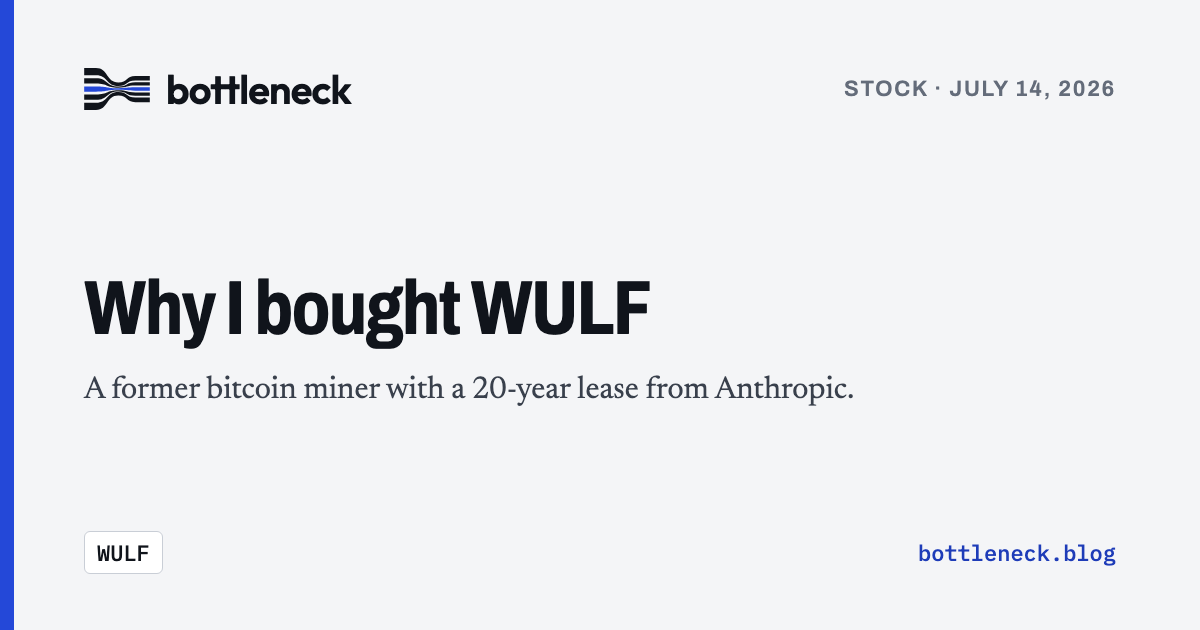 bottleneck
STOCK · JULY 14, 2026
Why I bought WULF
A former bitcoin miner with a 20-year lease from Anthropic.
WULF
bottleneck.blog